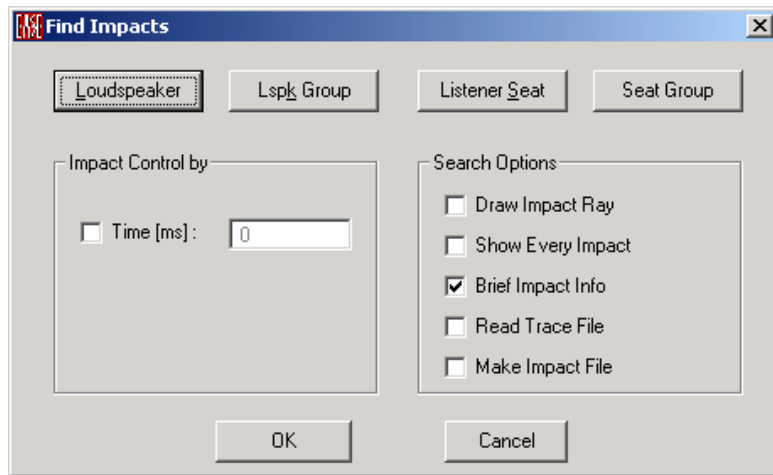 EASE
Find Impacts
Loudspeaker
Lspk Group
Listener Seat
Seat Group
Impact Control by
Time [ms] :
0
Search Options
Draw Impact Ray
Show Every Impact
Brief Impact Info
Read Trace File
Make Impact File
OK
Cancel